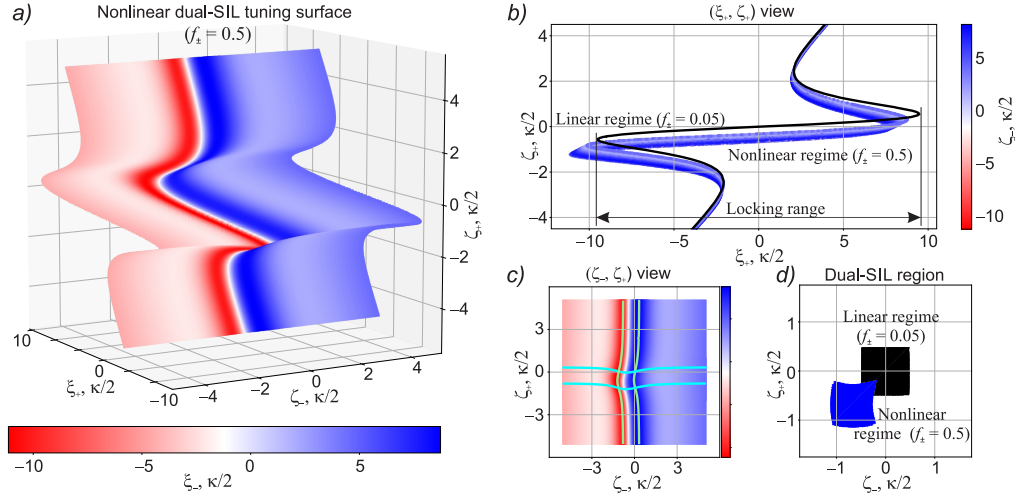 a)
Nonlinear dual-SIL tuning surface
(f± = 0.5)
4
2
0
−2
−4
ζ+, κ/2
10
0
−10
ξ+, κ/2
−4
−2
0
2
4
ζ−, κ/2
−10
−5
0
5
ξ−, κ/2
b)
(ξ+, ζ+) view
4
2
0
−2
−4
ζ+, κ/2
Linear regime (f± = 0.05)
Nonlinear regime (f± = 0.5)
Locking range
−10
−5
0
5
10
ξ+, κ/2
5
0
−5
−10
ζ−, κ/2
c)
(ζ−, ζ+) view
3
0
−3
ζ+, κ/2
−3
0
3
ζ−, κ/2
d)
Dual-SIL region
1
0
−1
ζ+, κ/2
Linear regime
(f± = 0.05)
Nonlinear
regime (f± = 0.5)
−1
0
1
ζ−, κ/2